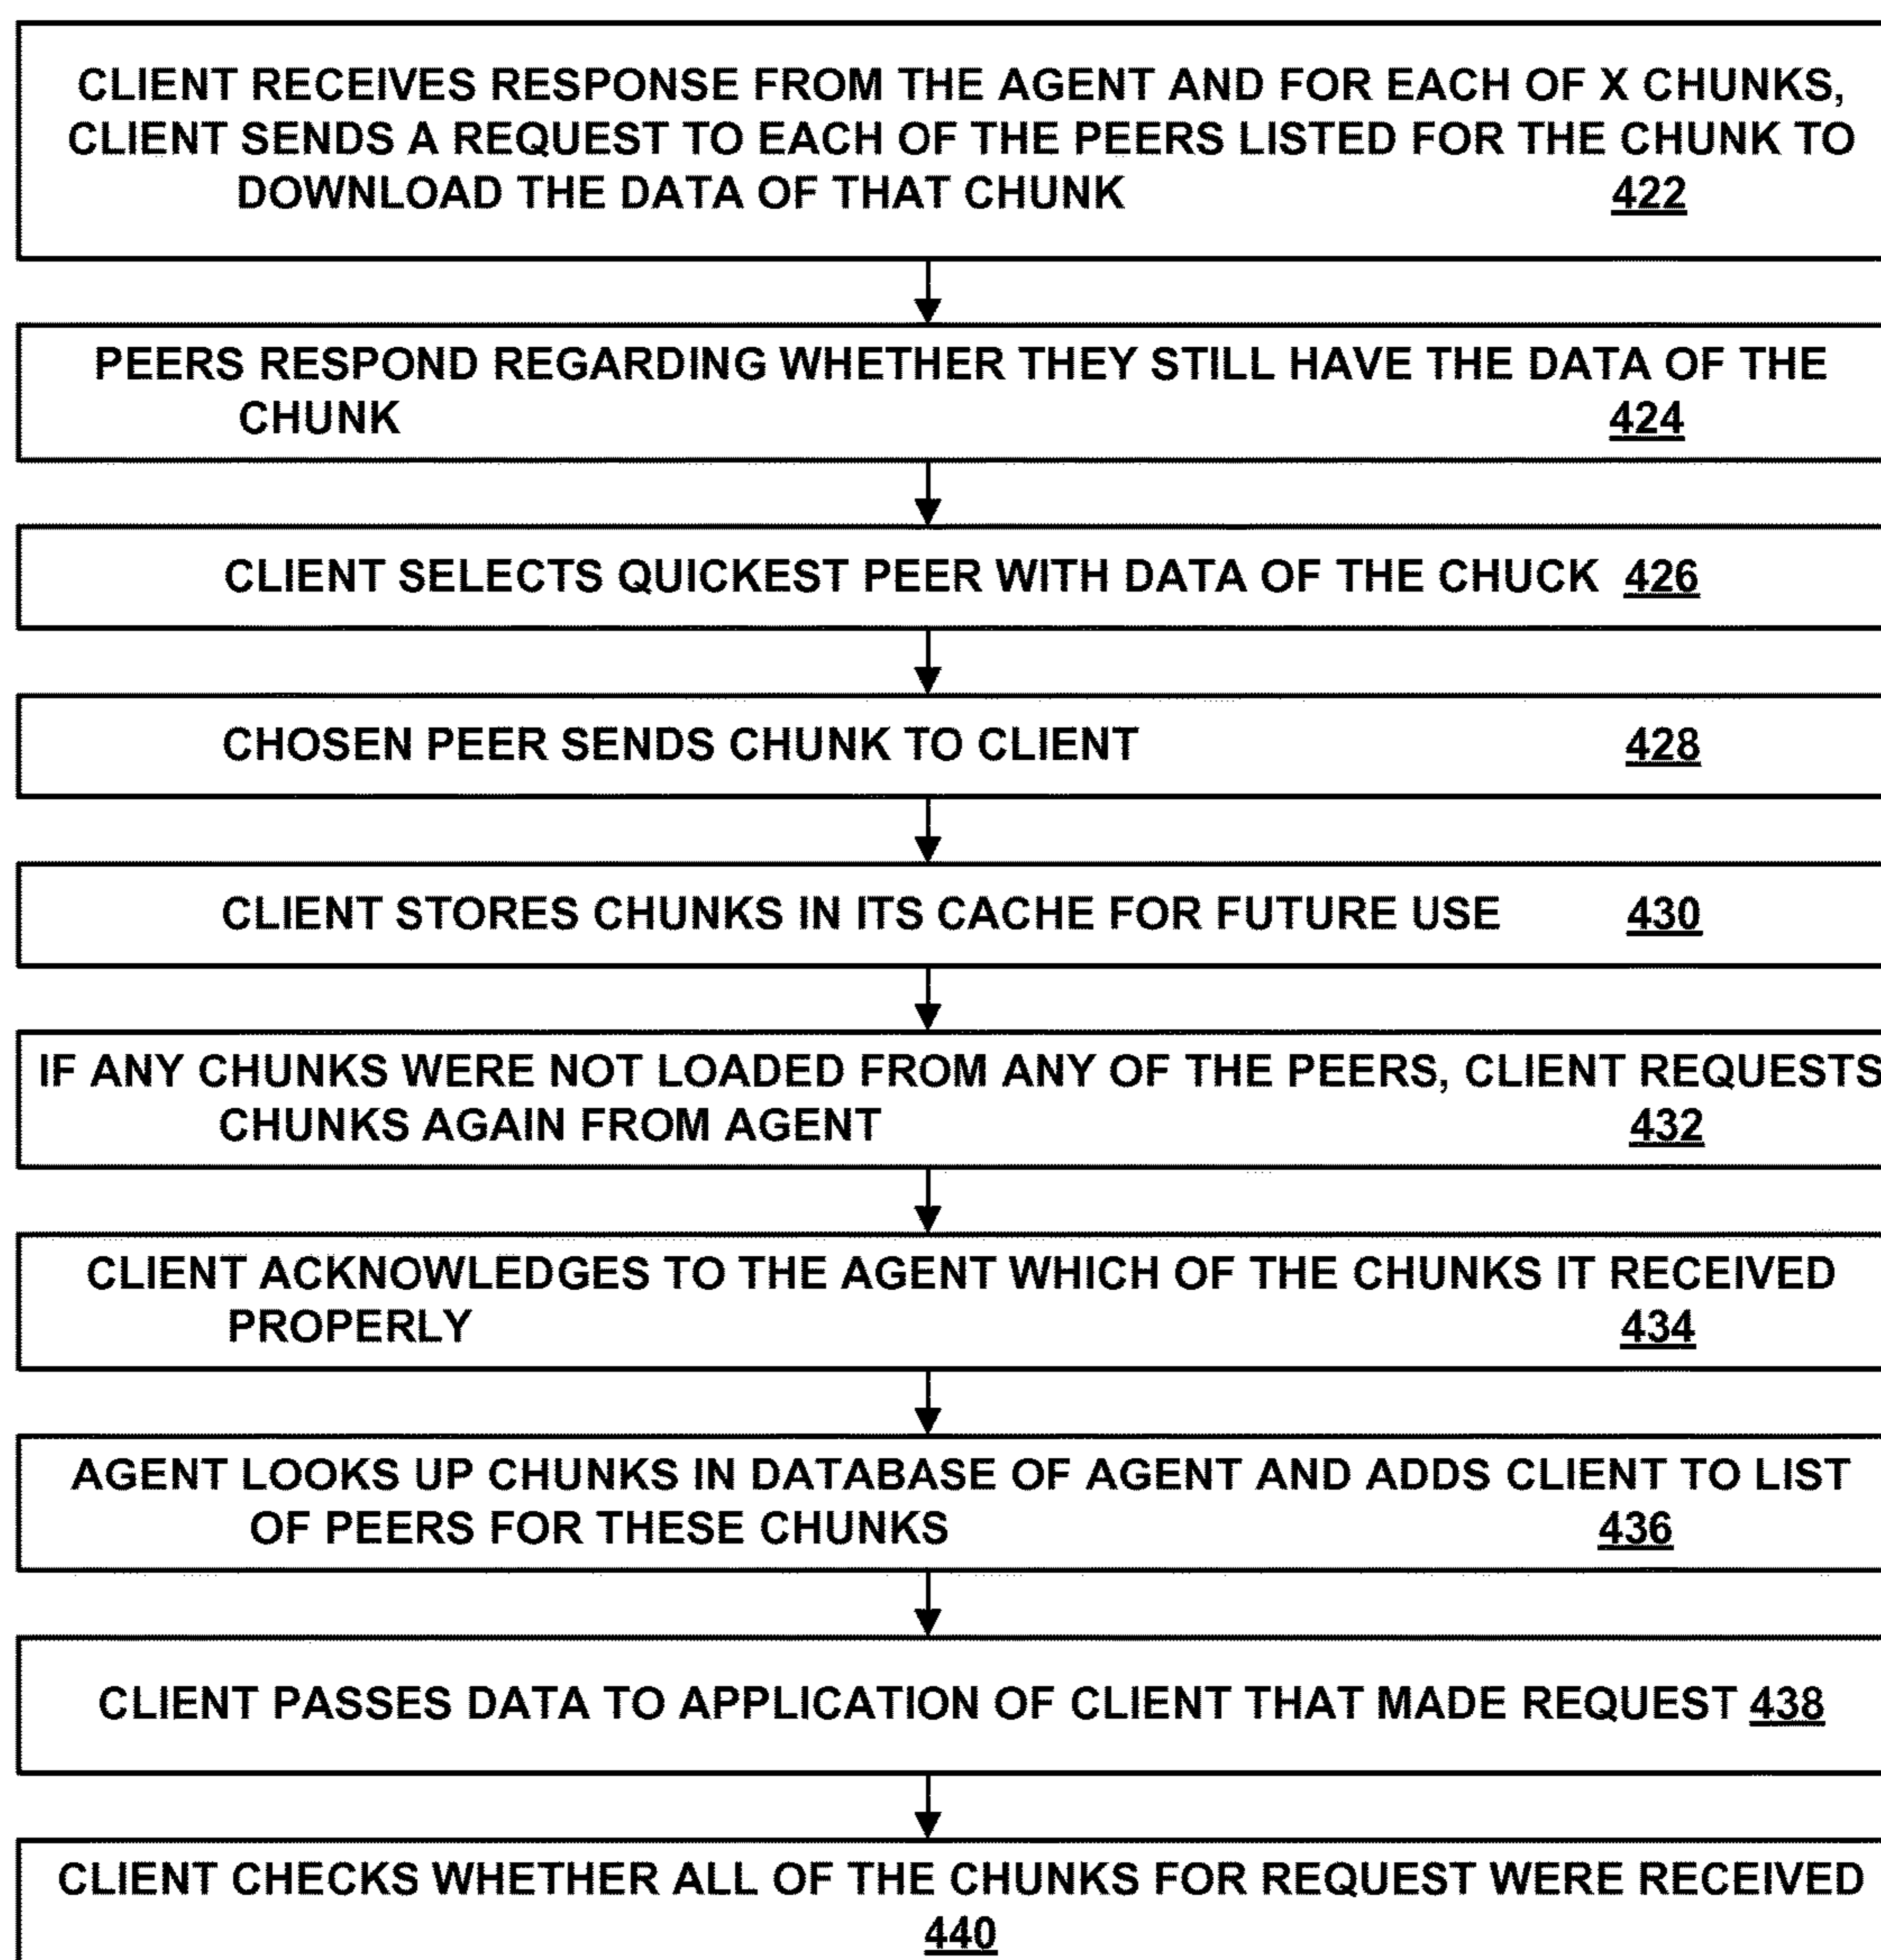 CLIENT RECEIVES RESPONSE FROM THE AGENT AND FOR EACH OF X CHUNKS,
CLIENT SENDS A REQUEST TO EACH OF THE PEERS LISTED FOR THE CHUNK TO
DOWNLOAD THE DATA OF THAT CHUNK 422
PEERS RESPOND REGARDING WHETHER THEY STILL HAVE THE DATA OF THE
CHUNK 424
CLIENT SELECTS QUICKEST PEER WITH DATA OF THE CHUCK 426
CHOSEN PEER SENDS CHUNK TO CLIENT 428
CLIENT STORES CHUNKS IN ITS CACHE FOR FUTURE USE 430
IF ANY CHUNKS WERE NOT LOADED FROM ANY OF THE PEERS, CLIENT REQUESTS
CHUNKS AGAIN FROM AGENT 432
CLIENT ACKNOWLEDGES TO THE AGENT WHICH OF THE CHUNKS IT RECEIVED
PROPERLY 434
AGENT LOOKS UP CHUNKS IN DATABASE OF AGENT AND ADDS CLIENT TO LIST
OF PEERS FOR THESE CHUNKS 436
CLIENT PASSES DATA TO APPLICATION OF CLIENT THAT MADE REQUEST 438
CLIENT CHECKS WHETHER ALL OF THE CHUNKS FOR REQUEST WERE RECEIVED
440